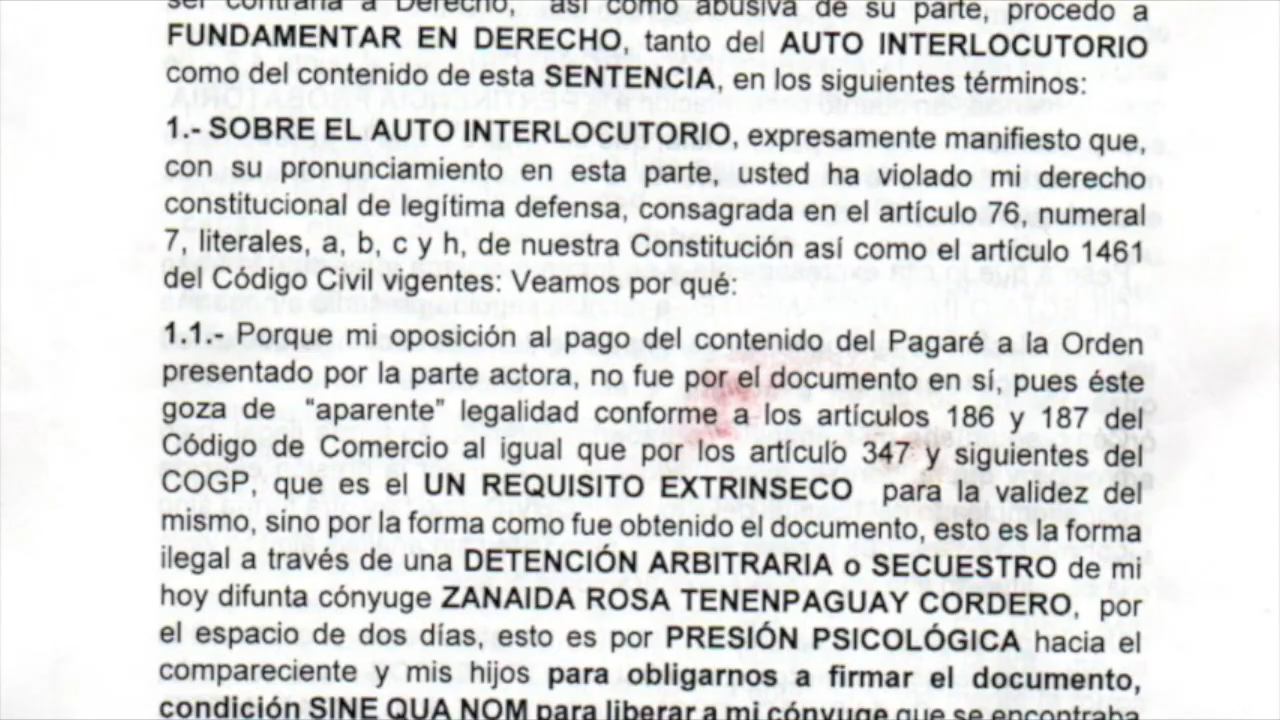 ser contraria a Derecho, así como abusiva de su parte, procedo a
FUNDAMENTAR EN DERECHO, tanto del AUTO INTERLOCUTORIO
como del contenido de esta SENTENCIA, en los siguientes términos:
1.- SOBRE EL AUTO INTERLOCUTORIO, expresamente manifiesto que,
con su pronunciamiento en esta parte, usted ha violado mi derecho
constitucional de legítima defensa, consagrada en el artículo 76, numeral
7, literales, a, b, c y h, de nuestra Constitución así como el artículo 1461
del Código Civil vigentes: Veamos por qué:
1.1.- Porque mi oposición al pago del contenido del Pagaré a la Orden
presentado por la parte actora, no fue por el documento en sí, pues éste
goza de “aparente” legalidad conforme a los artículos 186 y 187 del
Código de Comercio al igual que por los artículo 347 y siguientes del
COGP, que es el UN REQUISITO EXTRINSECO para la validez del
mismo, sino por la forma como fue obtenido el documento, esto es la forma
ilegal a través de una DETENCIÓN ARBITRARIA o SECUESTRO de mi
hoy difunta cónyuge ZANAIDA ROSA TENENPAGUAY CORDERO, por
el espacio de dos días, esto es por PRESIÓN PSICOLÓGICA hacia el
compareciente y mis hijos para obligarnos a firmar el documento,
condición SINE QUA NOM para liberar a mi cónyuge que se encontraba